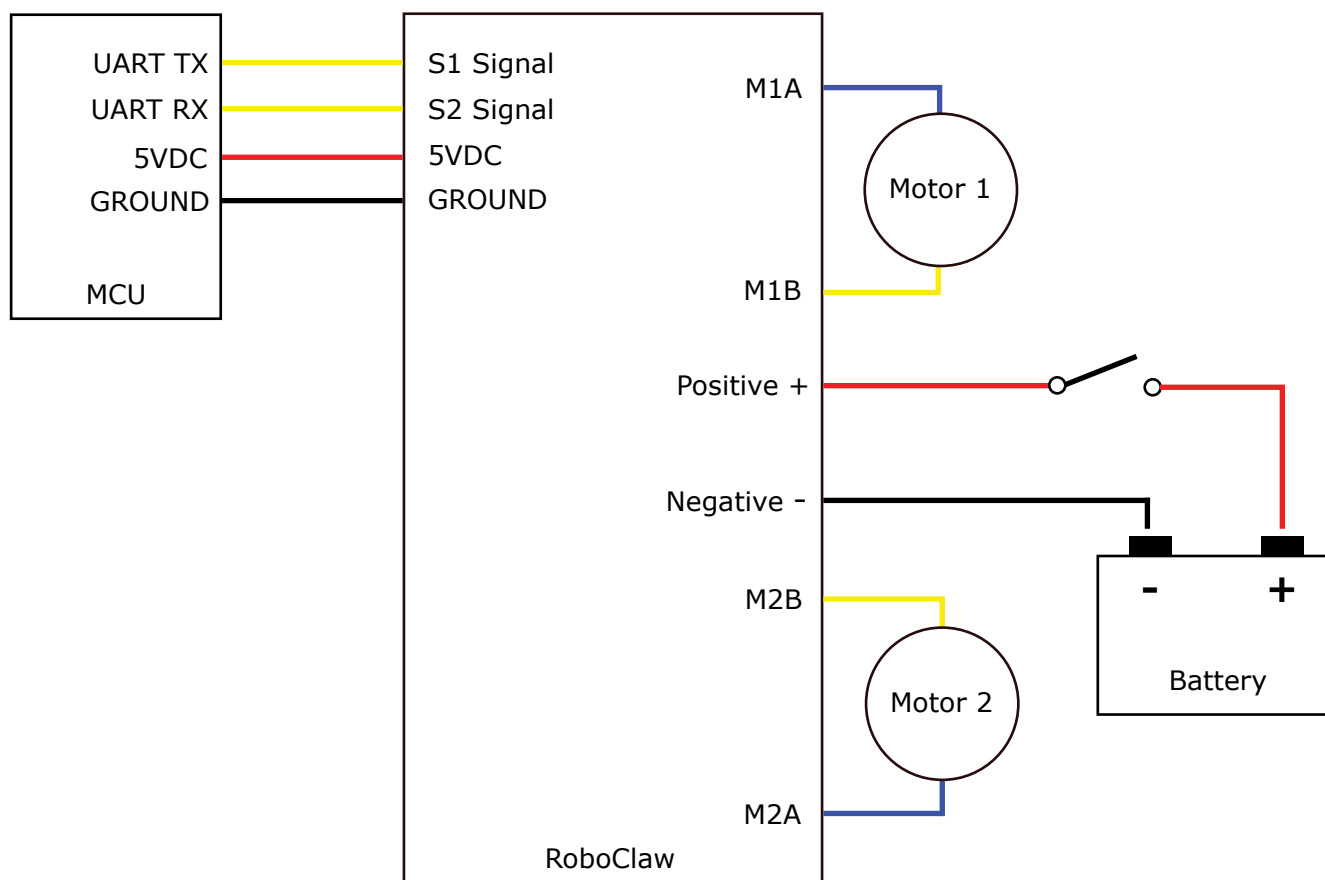 UART TX
UART RX
5VDC
GROUND
MCU
S1 Signal
S2 Signal
5VDC
GROUND
M1A
Motor 1
M1B
Positive +
Negative -
- +
Battery
M2B
Motor 2
M2A
RoboClaw